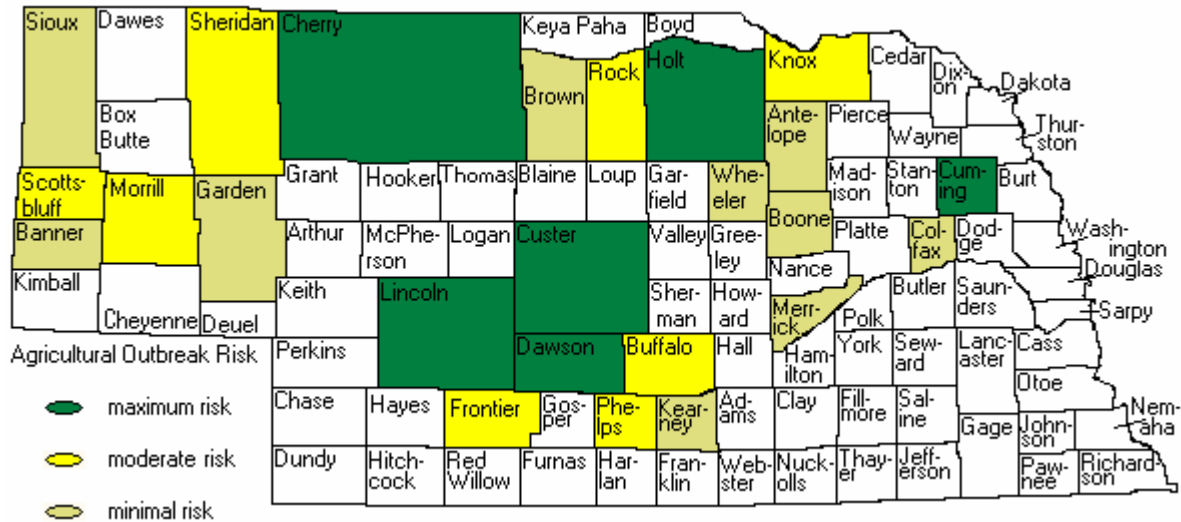 Sioux
Dawes
Sheridan
Cherry
Keya Paha
Boyd
Holt
Knox
Cedar
Dix-
on
Dakota
Rock
Brown
Box
Butte
Ante-
lope
Pierce
Wayne
Thur-
ston
Scotts-
bluff
Morrill
Garden
Grant
Hooker
Thomas
Blaine
Loup
Gar-
field
Whe-
eler
Mad-
ison
Stan-
ton
Cum-
ing
Burt
Banner
Arthur
McPhe-
rson
Logan
Custer
Valley
Gree-
ley
Boone
Platte
Col-
fax
Dod-
ge
Wash-
ington
Douglas
Kimball
Cheyenne
Deuel
Keith
Lincoln
Sher-
man
How-
ard
Nance
Merr-
ick
Polk
Butler
Saun-
ders
Sarpy
Agricultural Outbreak Risk
Perkins
Dawson
Buffalo
Hall
Ham-
ilton
York
Sew-
ard
Lanc-
aster
Cass
Otoe
maximum risk
Chase
Hayes
Frontier
Gos-
per
Phe-
lps
Kear-
ney
Ad-
ams
Clay
Fill-
more
Sal-
ine
Gage
John-
son
Nem-
aha
moderate risk
Dundy
Hitch-
cock
Red
Willow
Furnas
Har-
lan
Fran-
klin
Web-
ster
Nuck-
olls
Thay-
er
Jeff-
erson
Paw-
nee
Richard-
son
minimal risk